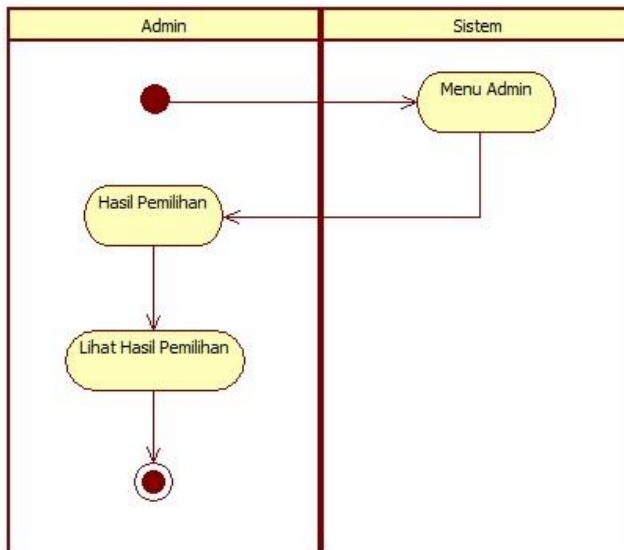 Admin
Sistem
Menu Admin
Hasil Pemilihan
Lihat Hasil Pemilihan